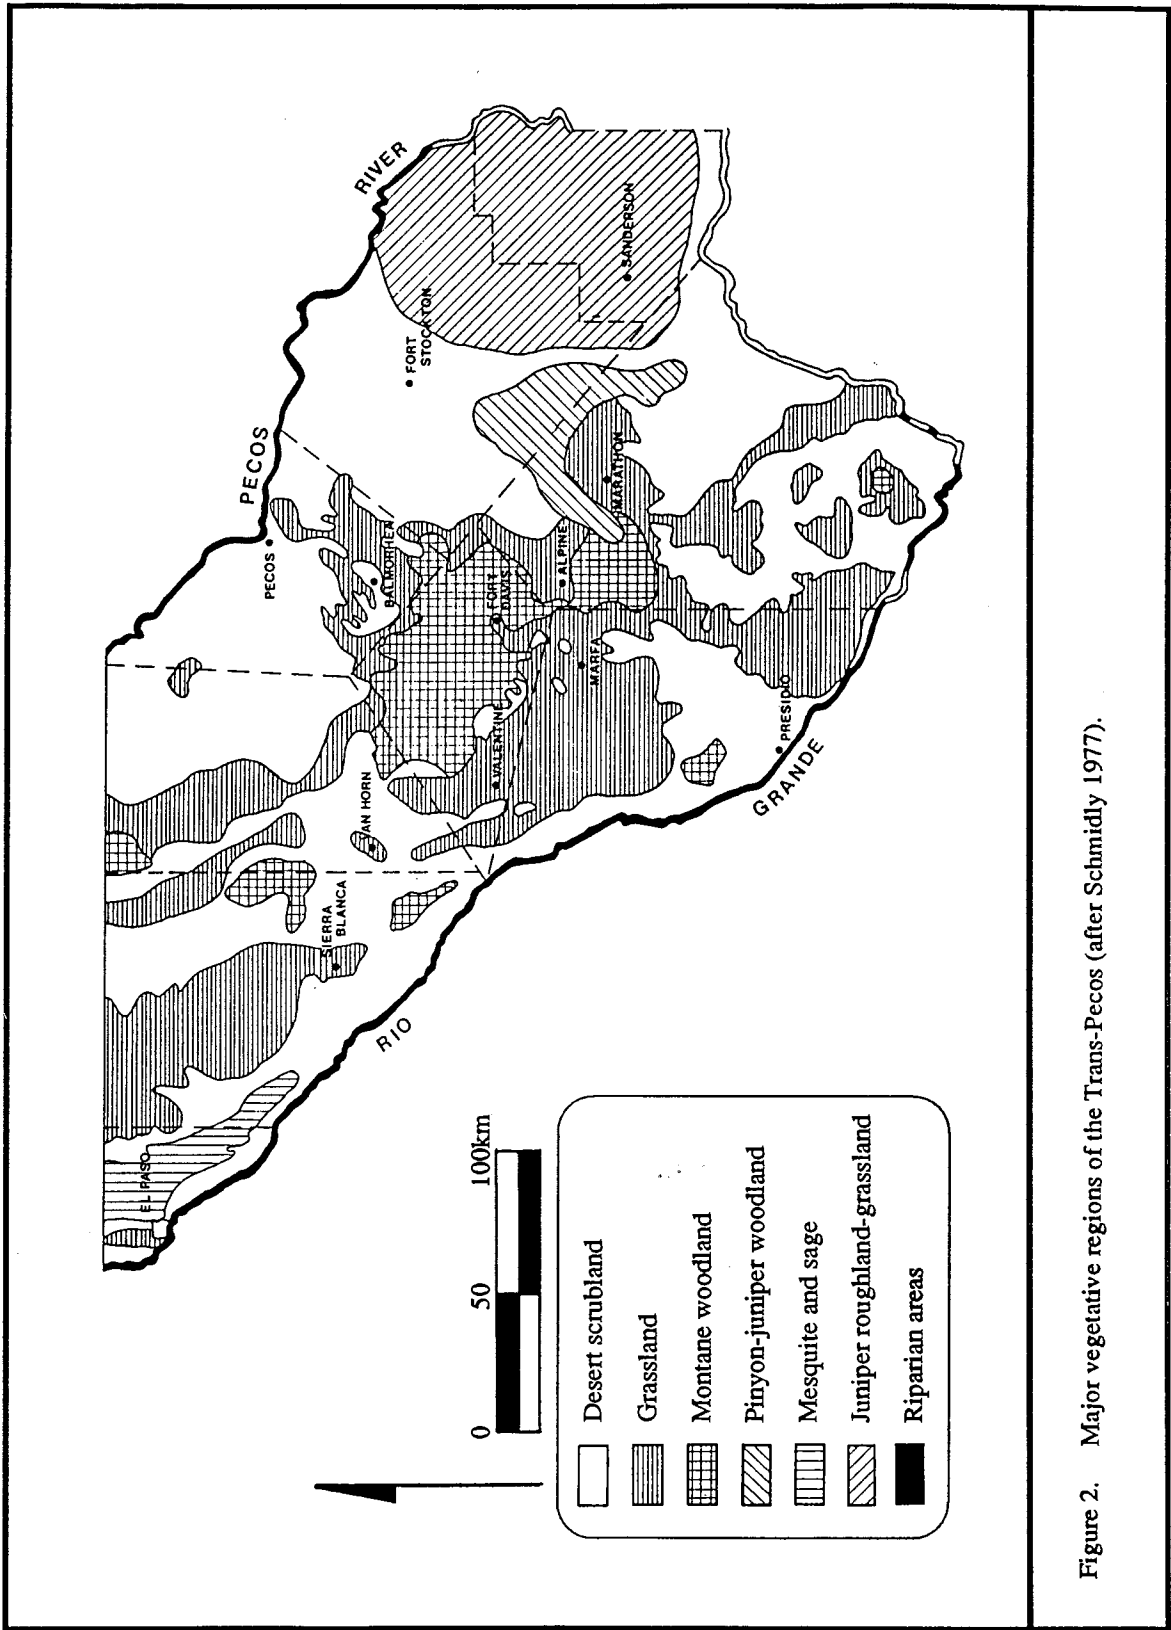 PECOS
RIVER
RIO
GRANDE
EL PASO
SIERRA
BLANCA
VAN HORN
PECOS
BALMORHEA
VALENTINE
FORT
DAVIS
FORT
STOCKTON
MARFA
ALPINE
MARATHON
SANDERSON
PRESIDIO
0
50
100km
Desert scrubland
Grassland
Montane woodland
Pinyon-juniper woodland
Mesquite and sage
Juniper roughland-grassland
Riparian areas
Figure 2. Major vegetative regions of the Trans-Pecos (after Schmidly 1977).